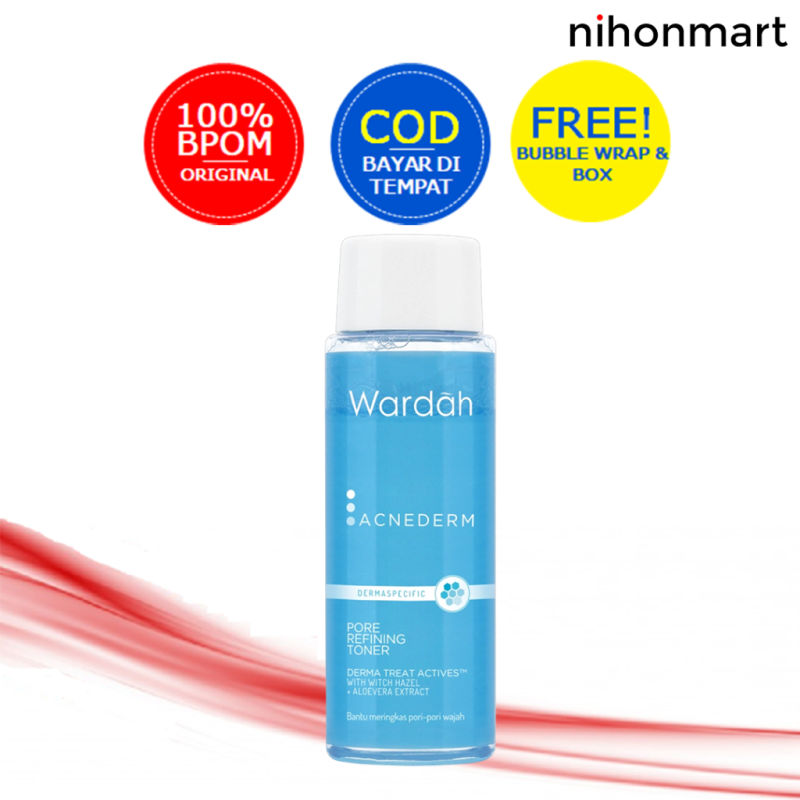 nihonmart
100%
BPOM
ORIGINAL
COD
BAYAR DI
TEMPAT
FREE!
BUBBLE WRAP &
BOX
Wardāh
ACNEDERM
DERMASPECIFIC
PORE
REFINING
TONER
DERMA TREAT ACTIVES™
WITH WITCH HAZEL
+ ALOEVERA EXTRACT
Bantu meringkas pori-pori wajah